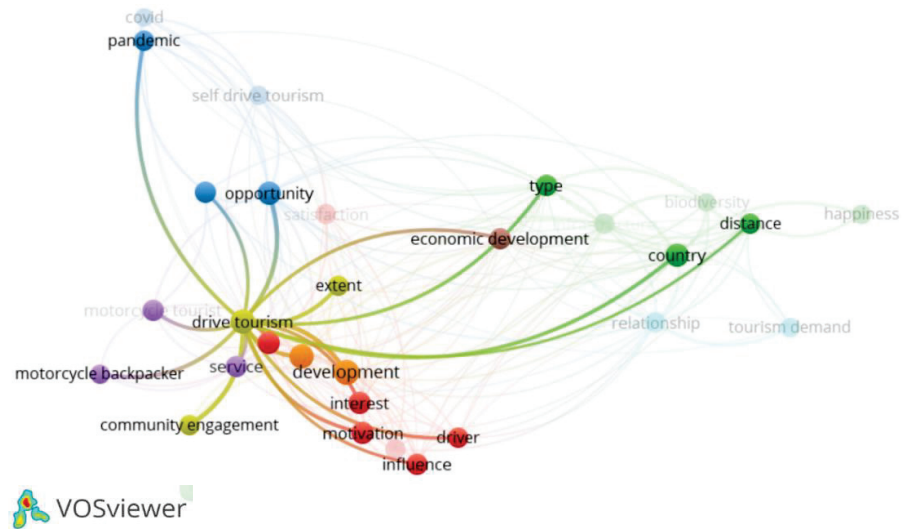 covid
pandemic
self drive tourism
opportunity
type
satisfaction
biodiversity
happiness
distance
economic development
country
extent
motorcycle tourist
drive tourism
relationship
tourism demand
service
development
motorcycle backpacker
interest
community engagement
motivation
driver
influence
VOSviewer